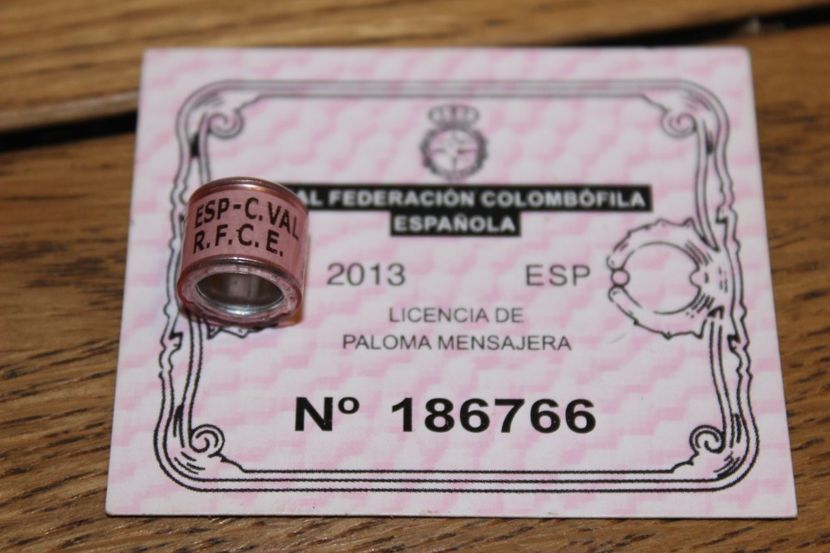 AL FEDERACIÓN COLOMBÓFILA
ESPAÑOLA
ESP-C.VAL
R.F.C.E.
2013 ESP
LICENCIA DE
PALOMA MENSAJERA
Nº 186766